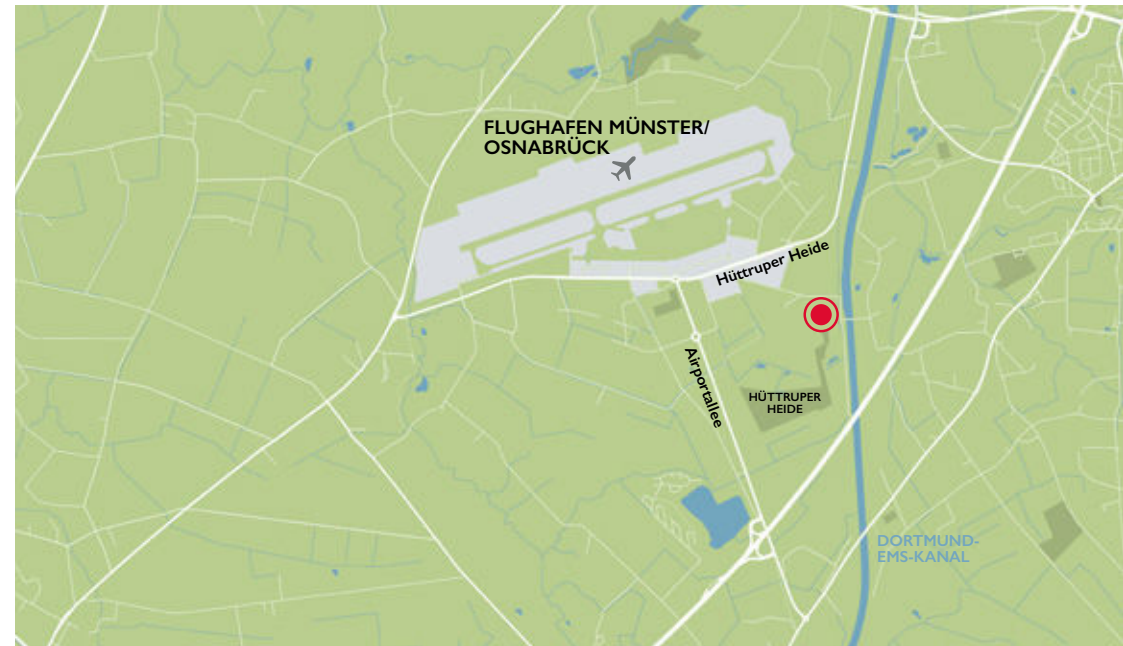 FLUGHAFEN MÜNSTER/
OSNABRÜCK
Hüttruper Heide
Airportallee
HÜTTRUPER
HEIDE
DORTMUND-
EMS-KANAL